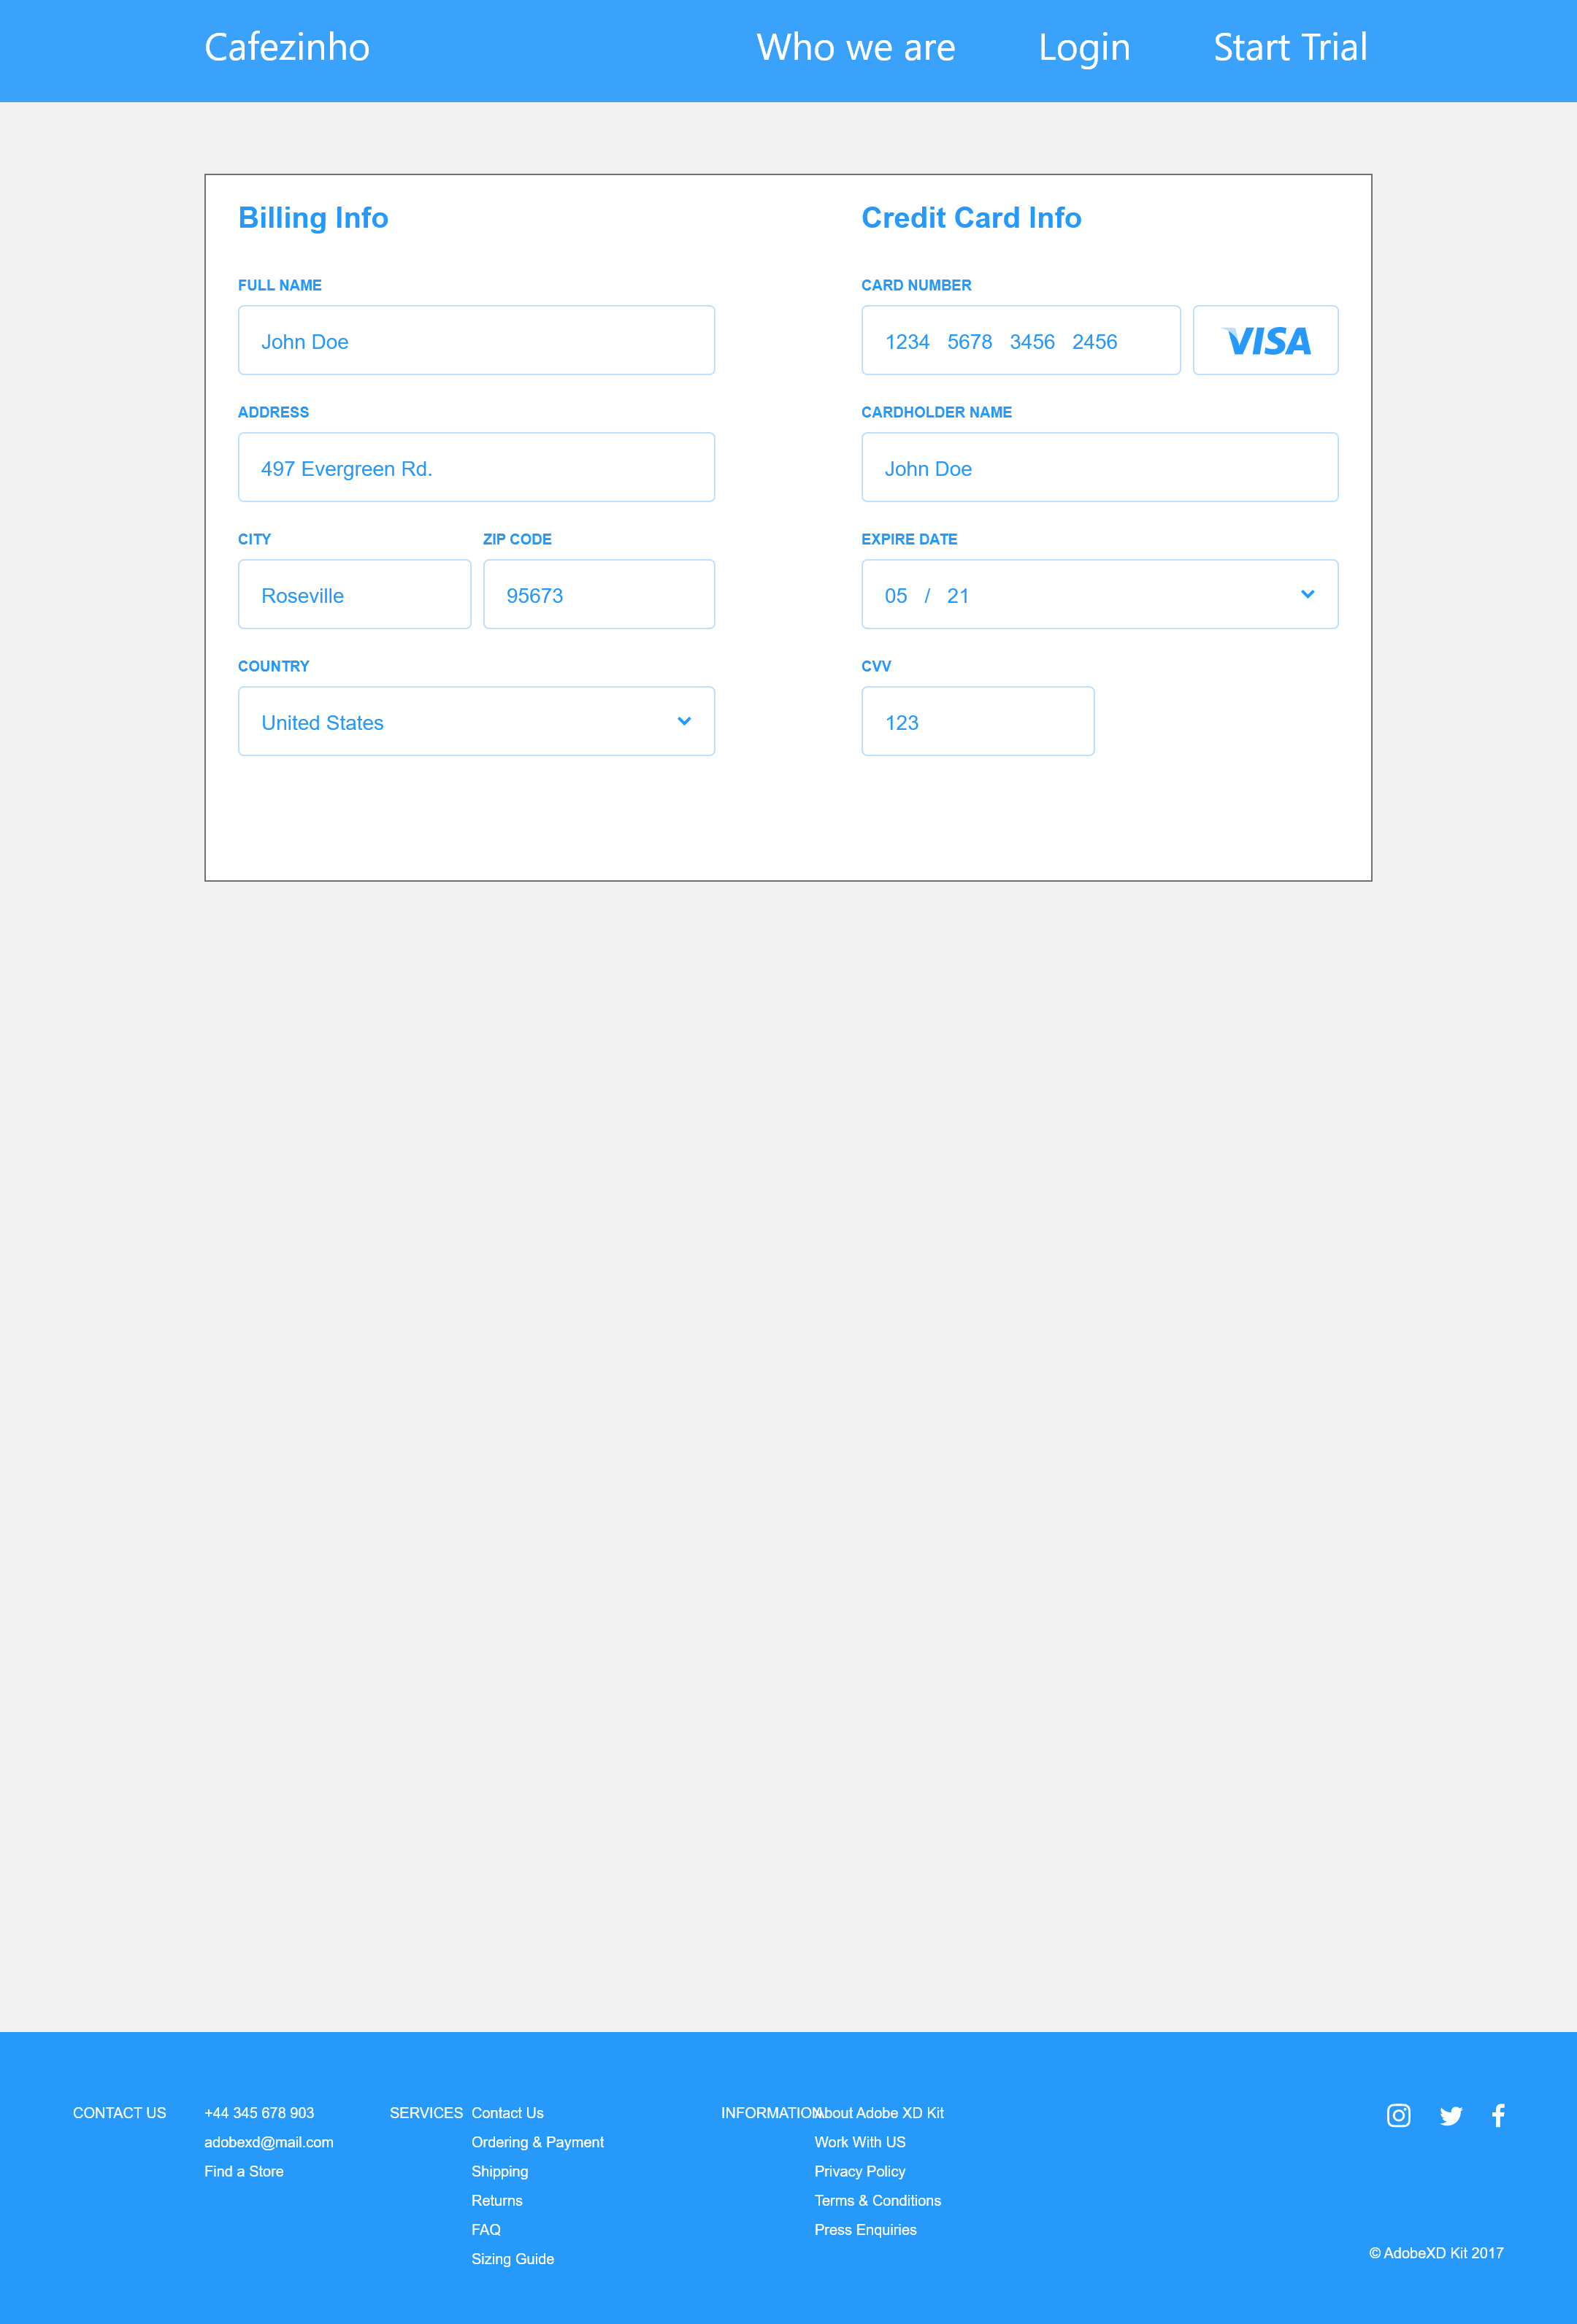 Cafezinho Who we are Login Start Trial
Billing Info
FULL NAME
John Doe
ADDRESS
497 Evergreen Rd.
CITY ZIP CODE
Roseville 95673
COUNTRY
United States
Credit Card Info
CARD NUMBER
1234 5678 3456 2456 VISA
CARDHOLDER NAME
John Doe
EXPIRE DATE
05 / 21
CVV
123
CONTACT US
+44 345 678 903
adobexd@mail.com
Find a Store
SERVICES
Contact Us
Ordering & Payment
Shipping
Returns
FAQ
Sizing Guide
INFORMATION
About Adobe XD Kit
Work With US
Privacy Policy
Terms & Conditions
Press Enquiries
© AdobeXD Kit 2017